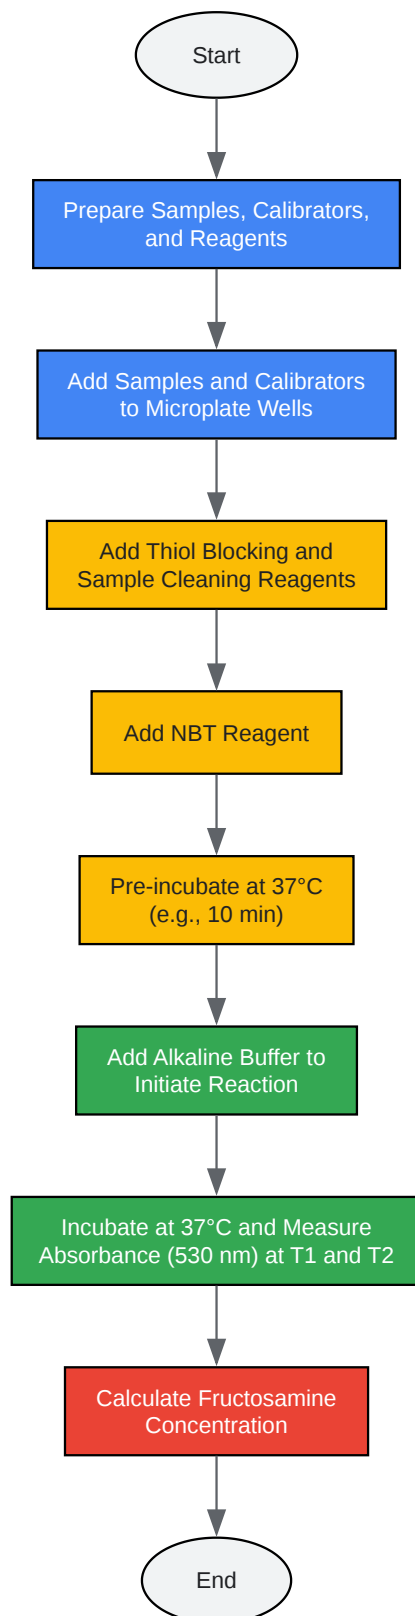 Start
Prepare Samples, Calibrators,
and Reagents
Add Samples and Calibrators
to Microplate Wells
Add Thiol Blocking and
Sample Cleaning Reagents
Add NBT Reagent
Pre-incubate at 37°C
(e.g., 10 min)
Add Alkaline Buffer to
Initiate Reaction
Incubate at 37°C and Measure
Absorbance (530 nm) at T1 and T2
Calculate Fructosamine
Concentration
End